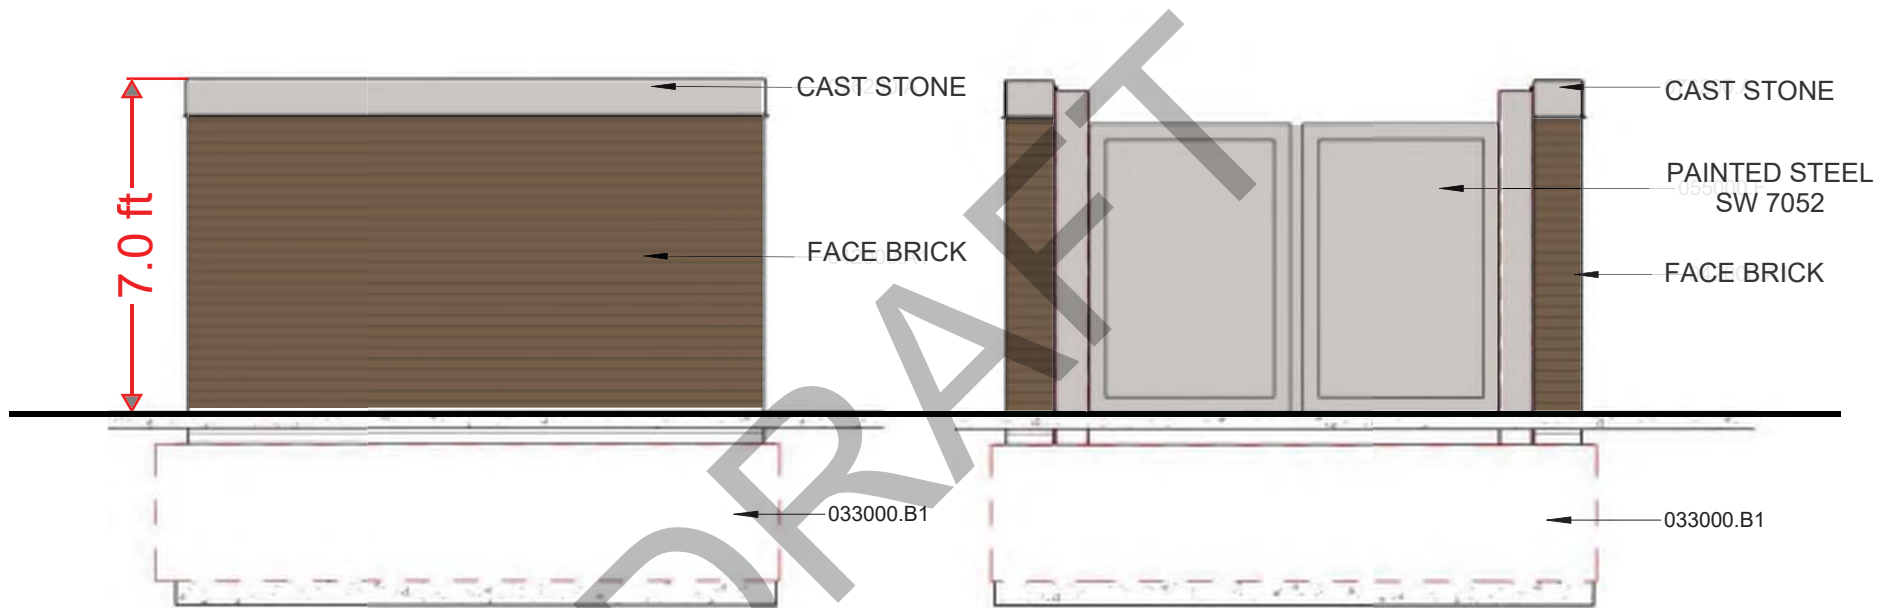 CAST STONE
7.0 ft
FACE BRICK
033000.B1
CAST STONE
PAINTED STEEL
SW 7052
FACE BRICK
033000.B1
DRAFT